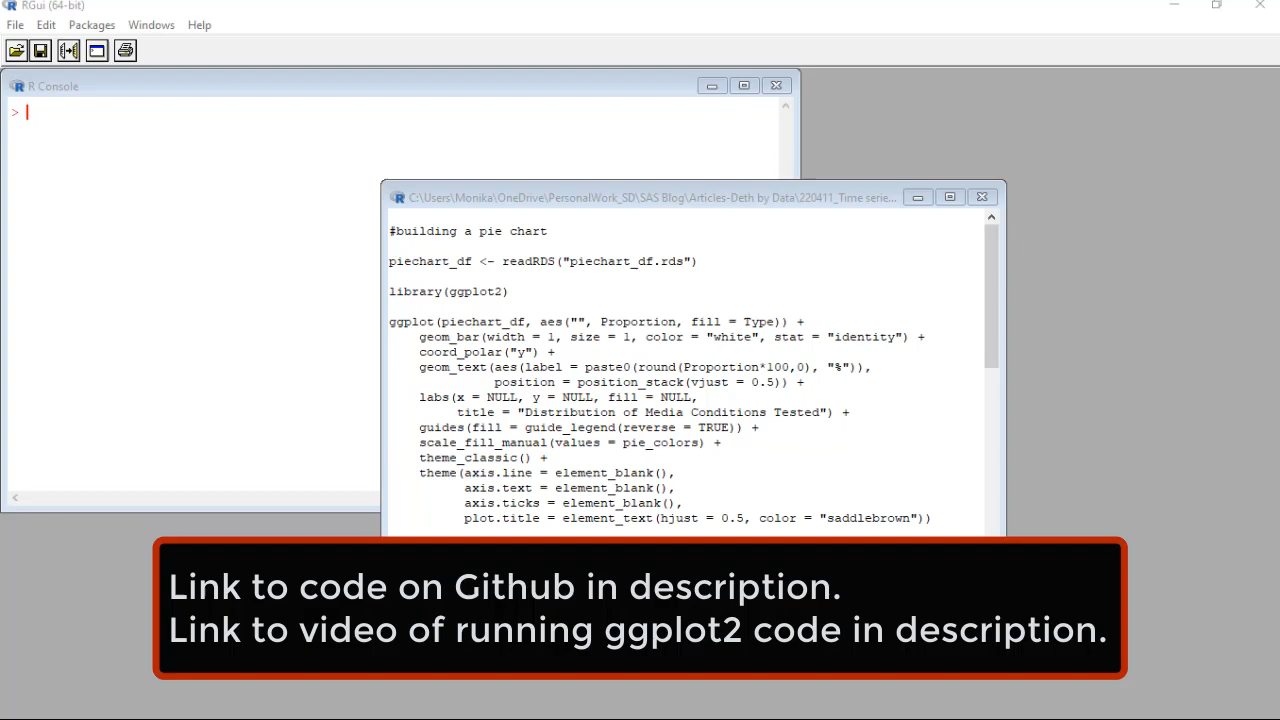 RGui (64-bit)
File Edit Packages Windows Help
R Console
>
C:\Users\Monika\OneDrive\PersonalWork_SD\SAS Blog\Articles-Deth by Data\220411_Time serie...
#building a pie chart
piechart_df <- readRDS("piechart_df.rds")
library(ggplot2)
ggplot(piechart_df, aes("", Proportion, fill = Type)) +
geom_bar(width = 1, size = 1, color = "white", stat = "identity") +
coord_polar("y") +
geom_text(aes(label = paste0(round(Proportion*100,0), "%")),
position = position_stack(vjust = 0.5)) +
labs(x = NULL, y = NULL, fill = NULL,
title = "Distribution of Media Conditions Tested") +
guides(fill = guide_legend(reverse = TRUE)) +
scale_fill_manual(values = pie_colors) +
theme_classic() +
theme(axis.line = element_blank(),
axis.text = element_blank(),
axis.ticks = element_blank(),
plot.title = element_text(hjust = 0.5, color = "saddlebrown"))
Link to code on Github in description.
Link to video of running ggplot2 code in description.